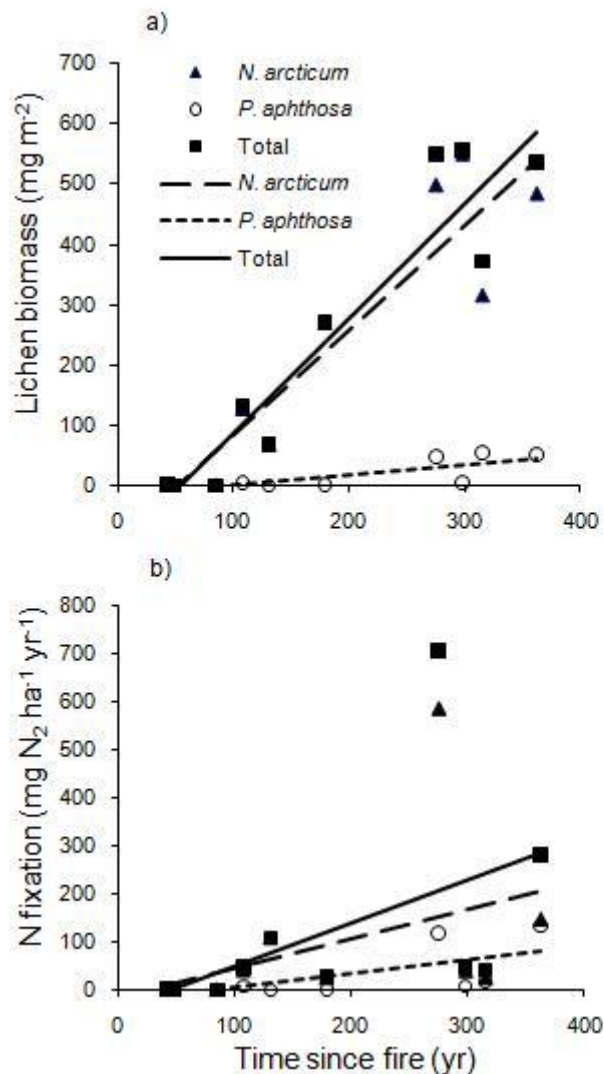 a)
700
600
500
400
300
200
100
0
Lichen biomass (mg m⁻²)
N. arcticum
P. aphthosa
Total
N. arcticum
P. aphthosa
Total
0 100 200 300 400
b)
800
700
600
500
400
300
200
100
0
N fixation (mg N₂ ha⁻¹ yr⁻¹)
0 100 200 300 400
Time since fire (yr)